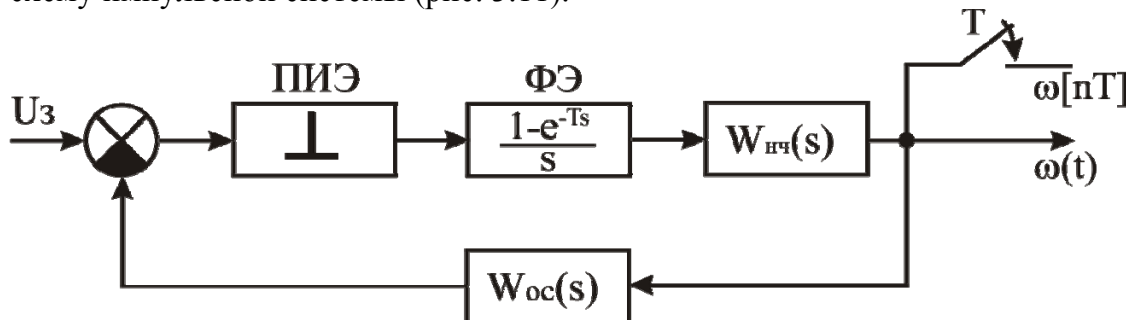 схему импульсной системы (рис. 3.11).
T
ПИЭ
ФЭ
ω[nT]
Uз
1-e^-Ts
s
Wнч(s)
ω(t)
Wос(s)